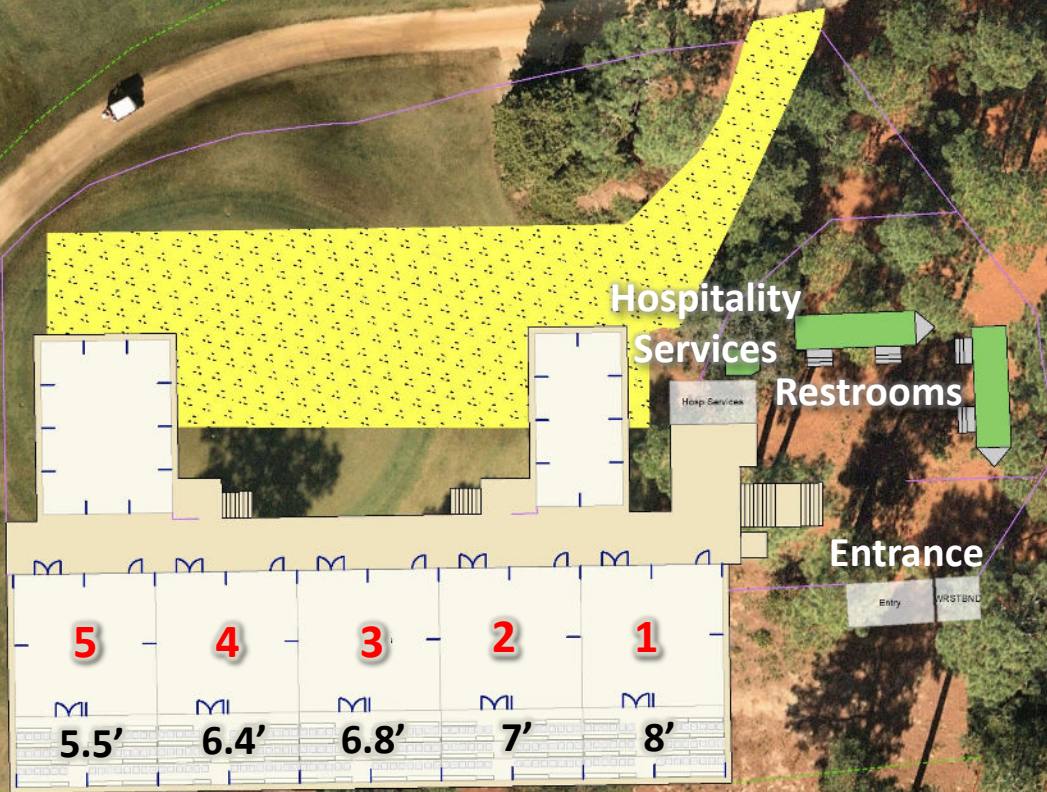 Hospitality
Services
Hosp Services
Restrooms
Entrance
Entry
WRSTBND
5
4
3
2
1
5.5’
6.4’
6.8’
7’
8’